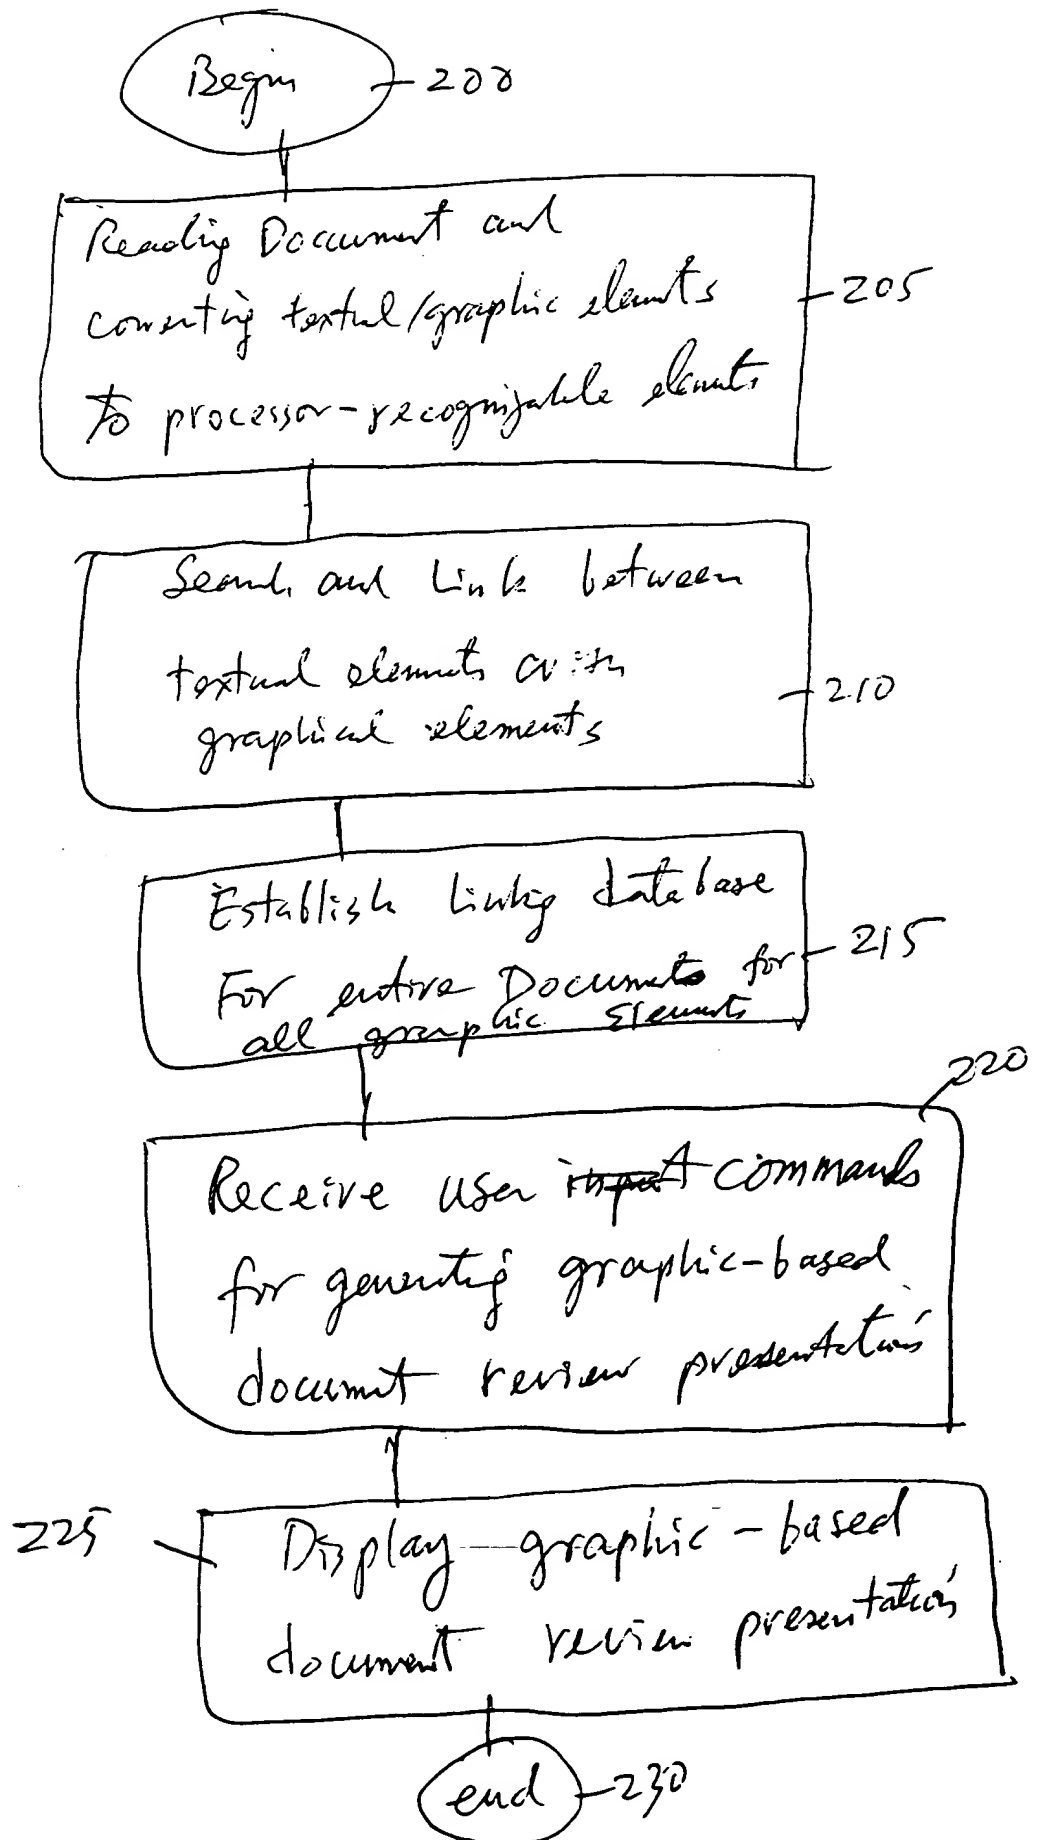 Begin 200
Reading Document and
converting textual/graphic elements 205
to processor-recognizable elements
Search and Link between
textual elements with 210
graphical elements
Establish linking database
For entire Documents for 215
all graphic Elements
220
Receive user input commands
for generating graphic-based
document review presentations
225 Display graphic-based
document review presentations
end 230